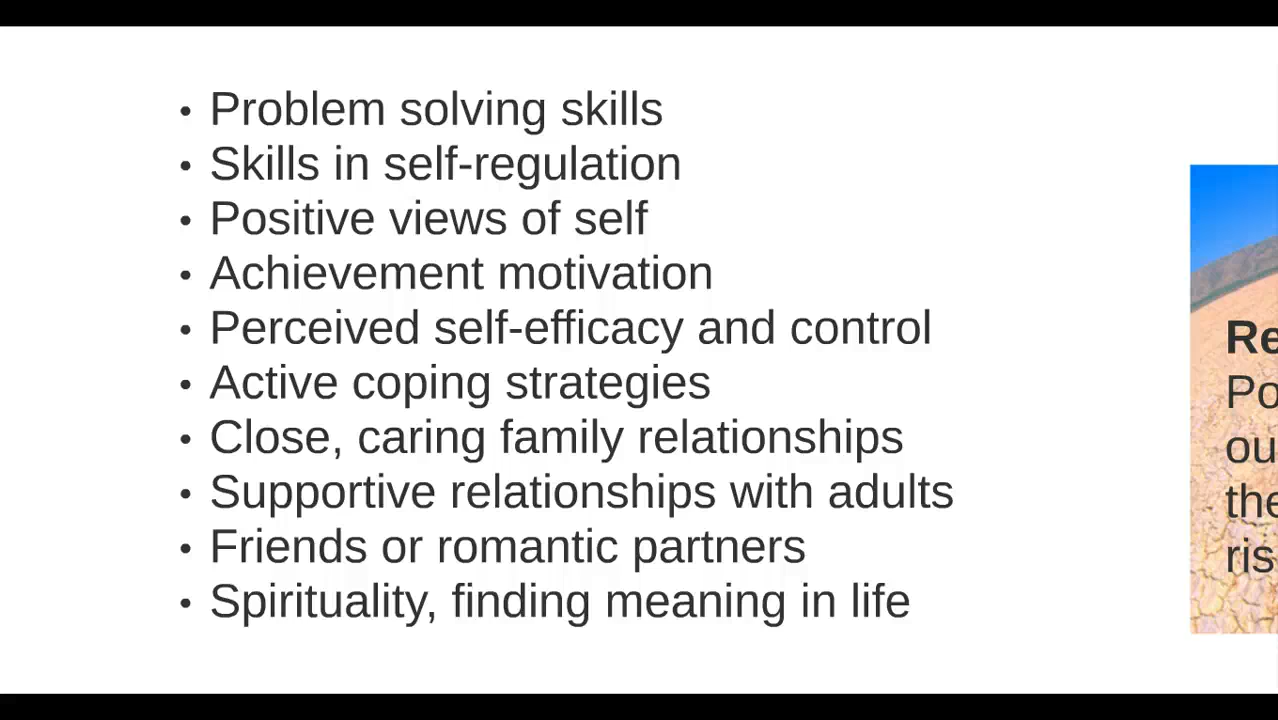 • Problem solving skills
• Skills in self-regulation
• Positive views of self
• Achievement motivation
• Perceived self-efficacy and control
• Active coping strategies
• Close, caring family relationships
• Supportive relationships with adults
• Friends or romantic partners
• Spirituality, finding meaning in life